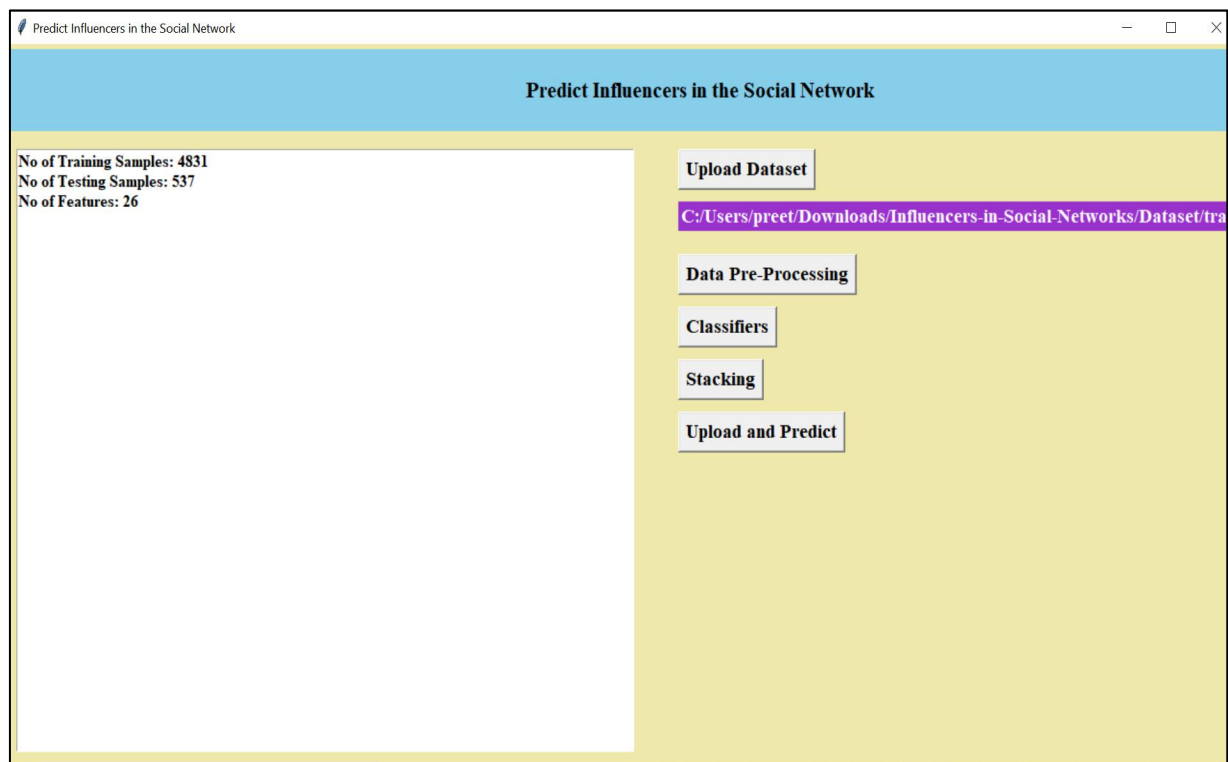 Predict Influencers in the Social Network
Predict Influencers in the Social Network
No of Training Samples: 4831
No of Testing Samples: 537
No of Features: 26
Upload Dataset
C:/Users/preet/Downloads/Influencers-in-Social-Networks/Dataset/tra
Data Pre-Processing
Classifiers
Stacking
Upload and Predict